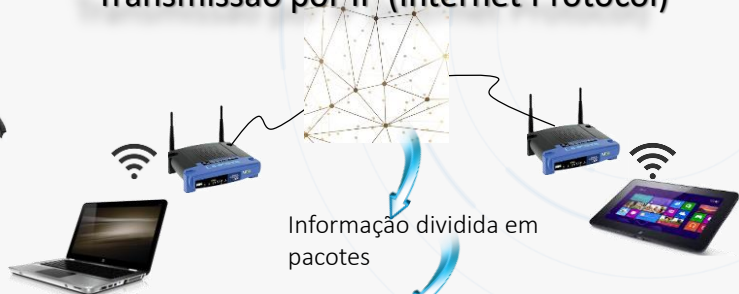 Transmissão por IP (Internet Protocol)
Informação dividida em
pacotes